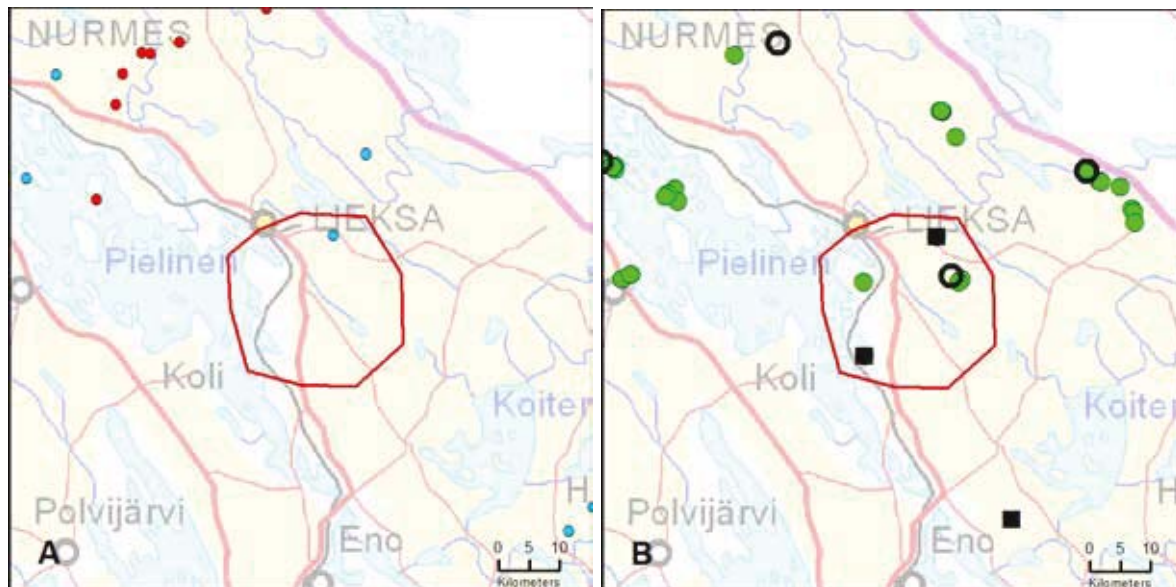 NURMES
LIEKSA
Pielinen
Koli
Koiter
H
Polvijärvi
A
Eno
0 5 10
Kilometers
NURMES
LIEKSA
Pielinen
Koli
Koiter
H
Polvijärvi
B
Eno
0 5 10
Kilometers